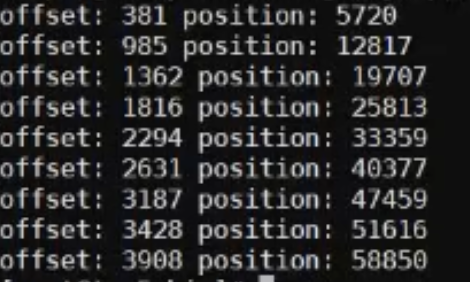 offset: 381 position: 5720
offset: 985 position: 12817
offset: 1362 position: 19707
offset: 1816 position: 25813
offset: 2294 position: 33359
offset: 2631 position: 40377
offset: 3187 position: 47459
offset: 3428 position: 51616
offset: 3908 position: 58850